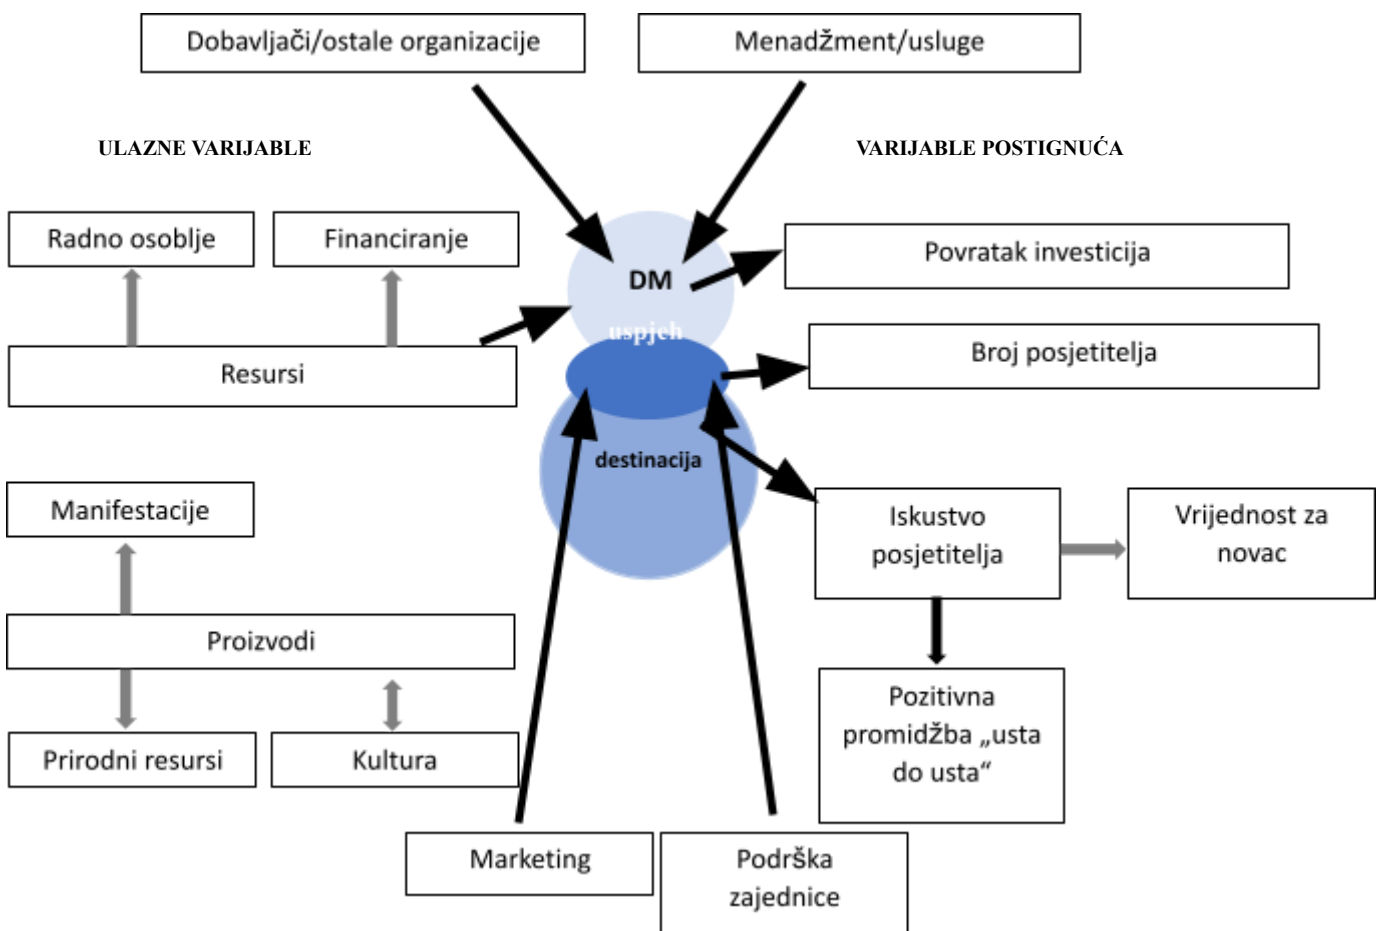 Dobavljači/ostale organizacije
Menadžment/usluge
ULAZNE VARIJABLE
VARIJABLE POSTIGNUĆA
Radno osoblje
Financiranje
Povratak investicija
DM
uspjeh
Resursi
Broj posjetitelja
destinacija
Manifestacije
Iskustvo
posjetitelja
Vrijednost za
novac
Proizvodi
Pozitivna
promidžba „usta
do usta“
Prirodni resursi
Kultura
Marketing
Podrška
zajednice